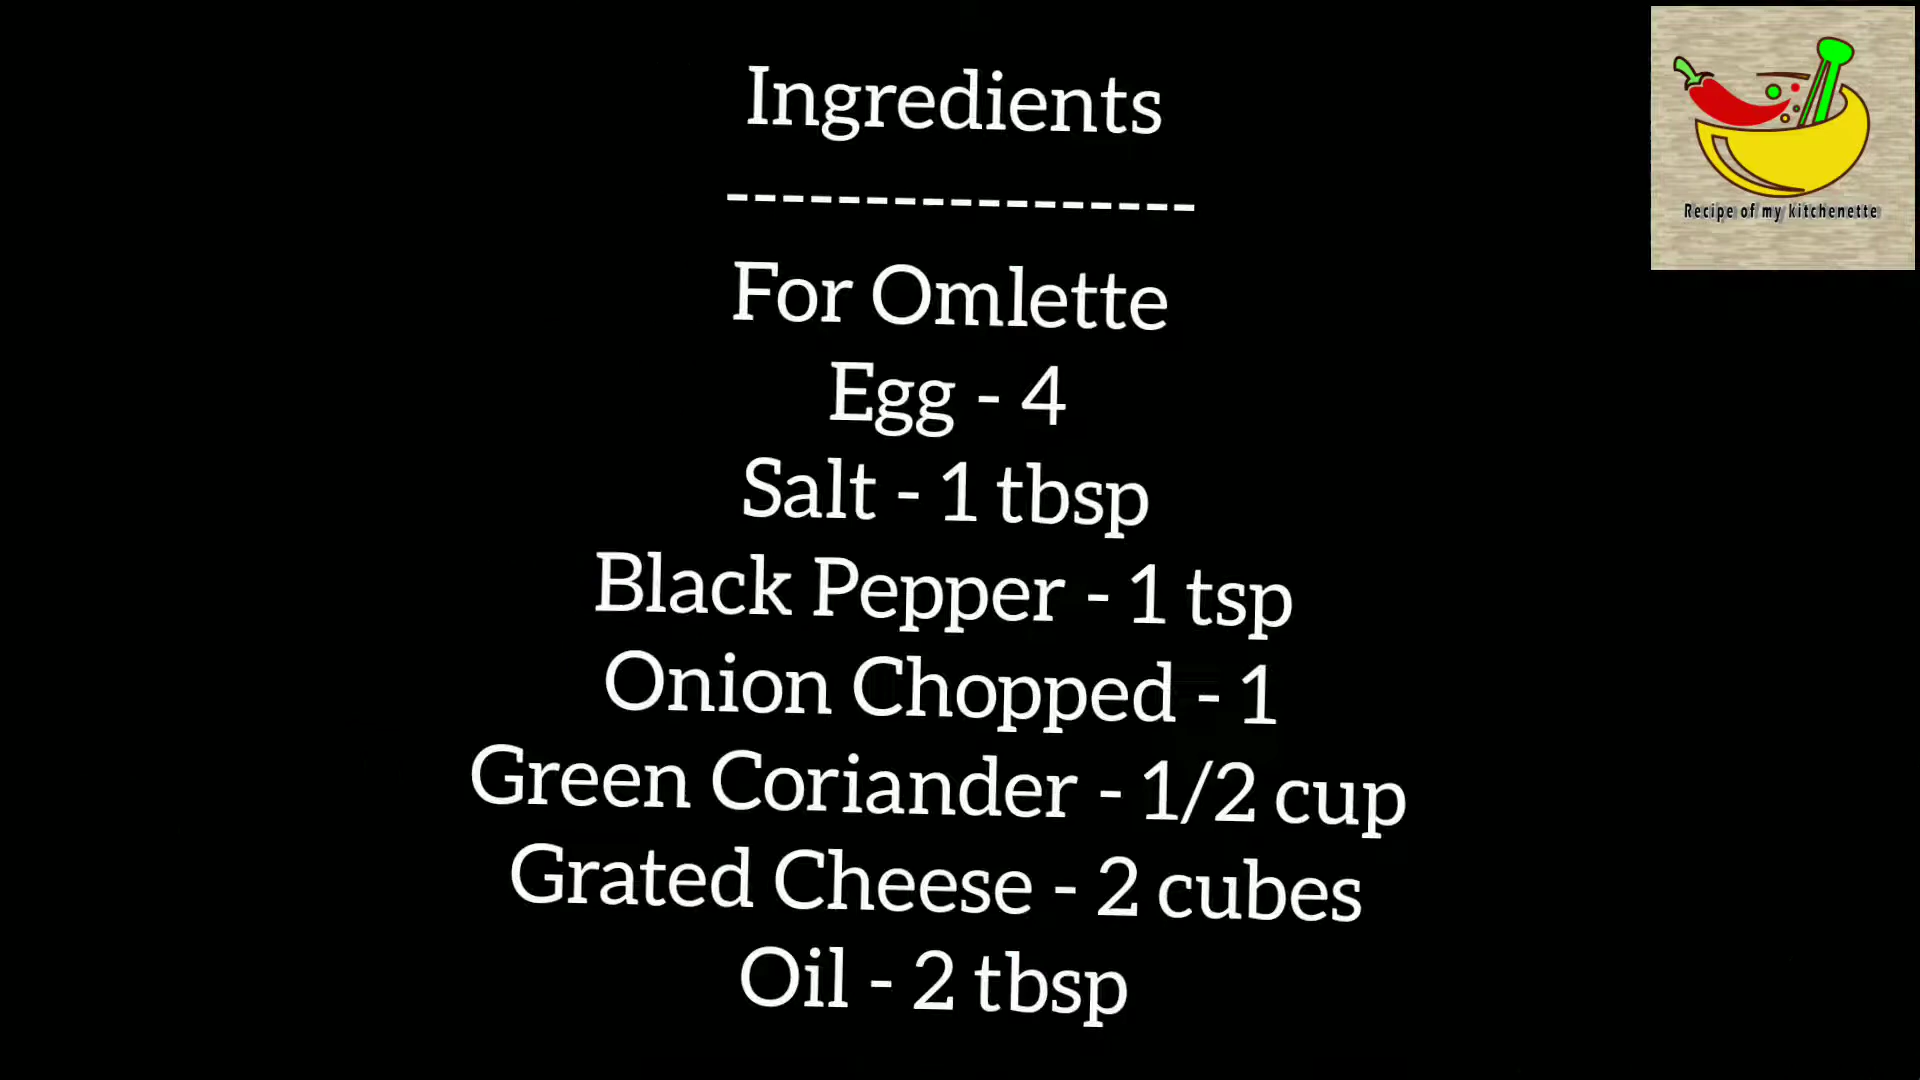 Ingredients
-----------------
For Omlette
Egg - 4
Salt - 1 tbsp
Black Pepper - 1 tsp
Onion Chopped - 1
Green Coriander - 1/2 cup
Grated Cheese - 2 cubes
Oil - 2 tbsp
Recipe of my kitchenette